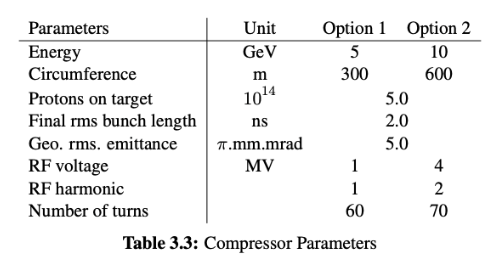 Parameters Unit Option 1 Option 2
Energy GeV 5 10
Circumference m 300 600
Protons on target 10^14 5.0
Final rms bunch length ns 2.0
Geo. rms. emittance π.mm.mrad 5.0
RF voltage MV 1 4
RF harmonic 1 2
Number of turns 60 70
Table 3.3: Compressor Parameters